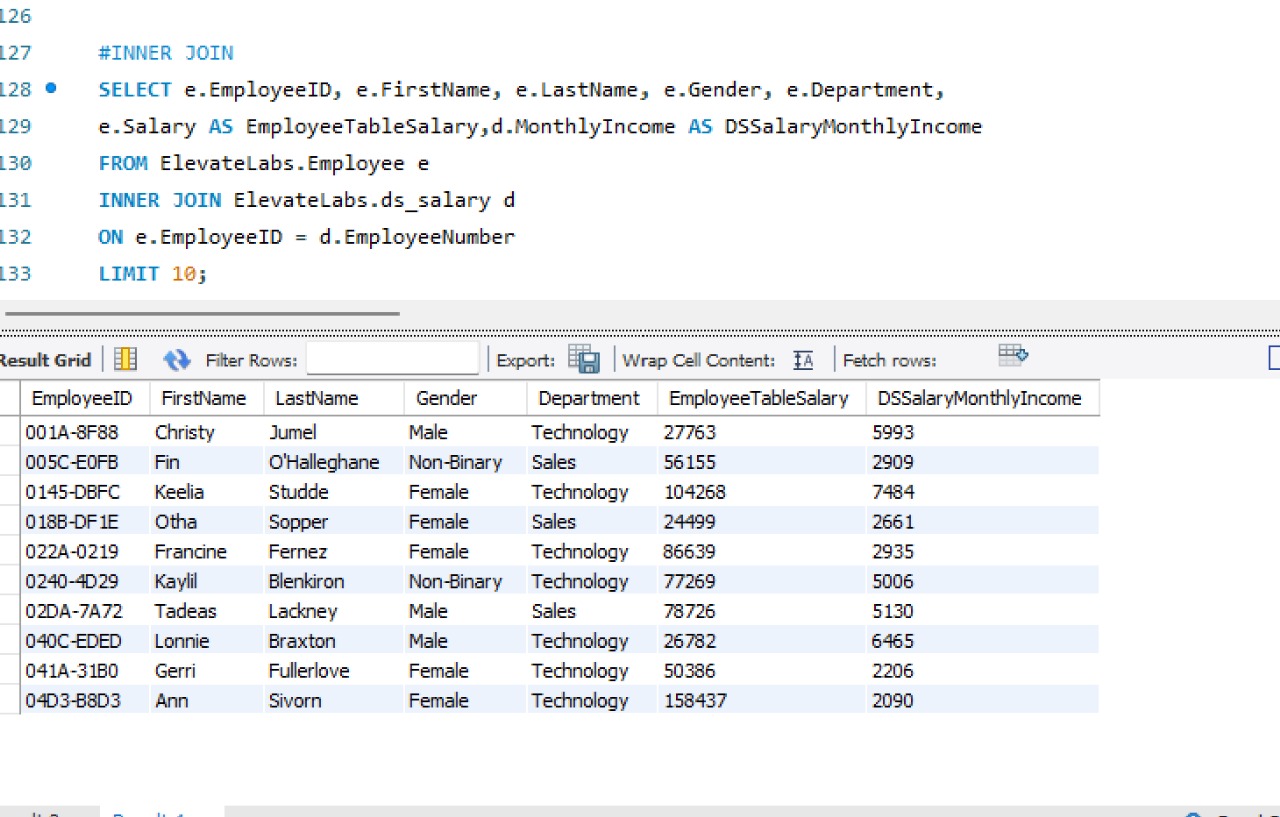 126
127 #INNER JOIN
128 SELECT e.EmployeeID, e.FirstName, e.LastName, e.Gender, e.Department,
129 e.Salary AS EmployeeTableSalary,d.MonthlyIncome AS DSSalaryMonthlyIncome
130 FROM ElevateLabs.Employee e
131 INNER JOIN ElevateLabs.ds_salary d
132 ON e.EmployeeID = d.EmployeeNumber
133 LIMIT 10;
Result Grid Filter Rows: Export: Wrap Cell Content: IA Fetch rows:
EmployeeID FirstName LastName Gender Department EmployeeTableSalary DSSalaryMonthlyIncome
001A-8F88 Christy Jumel Male Technology 27763 5993
005C-E0FB Fin O'Halleghane Non-Binary Sales 56155 2909
0145-DBFC Keelia Studde Female Technology 104268 7484
018B-DF1E Otha Sopper Female Sales 24499 2661
022A-0219 Francine Fernez Female Technology 86639 2935
0240-4D29 Kaylil Blenkiron Non-Binary Technology 77269 5006
02DA-7A72 Tadeas Lackney Male Sales 78726 5130
040C-EDED Lonnie Braxton Male Technology 26782 6465
041A-31B0 Gerri Fullerlove Female Technology 50386 2206
04D3-B8D3 Ann Sivorn Female Technology 158437 2090